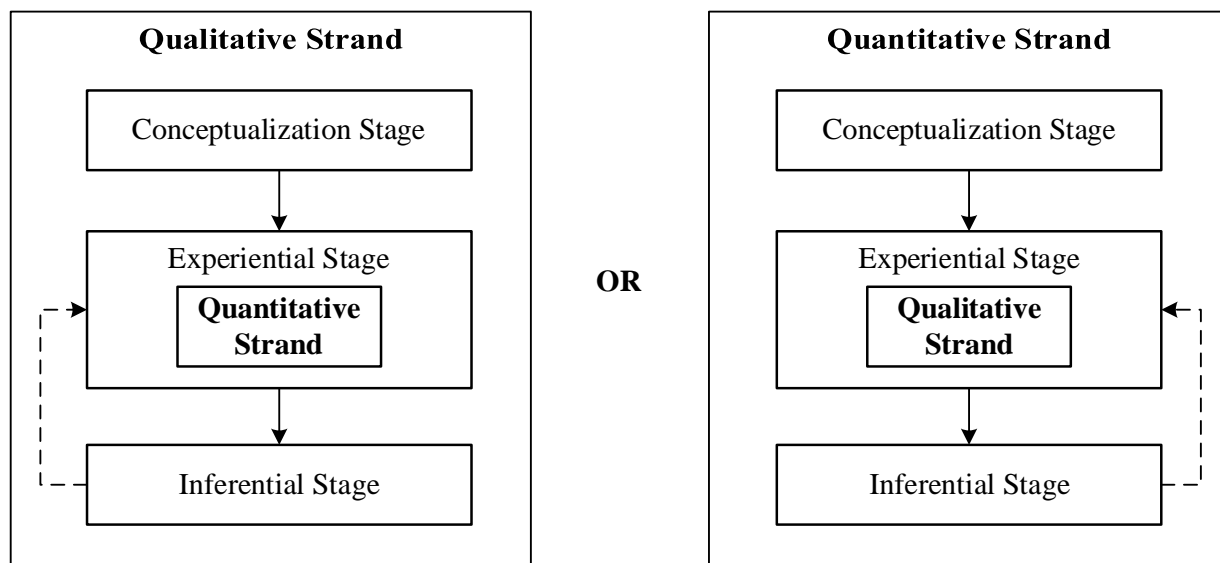 Qualitative Strand
Conceptualization Stage
Experiential Stage
Quantitative
Strand
Inferential Stage
OR
Quantitative Strand
Conceptualization Stage
Experiential Stage
Qualitative
Strand
Inferential Stage